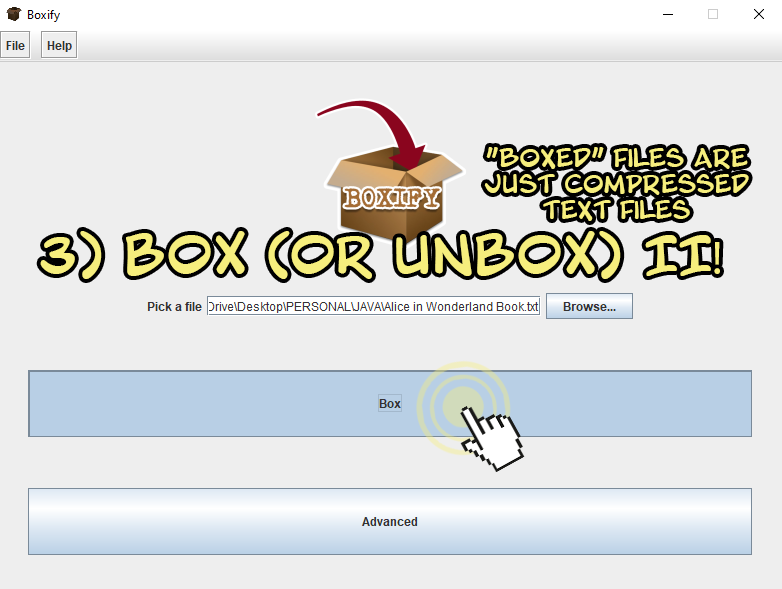 Boxify
File Help
"BOXED" FILES ARE
JUST COMPRESSED
TEXT FILES
BOXIFY
3) BOX (OR UNBOX) II!
Pick a file Drive\Desktop\PERSONAL\JAVA\Alice in Wonderland Book.txt Browse...
Box
Advanced